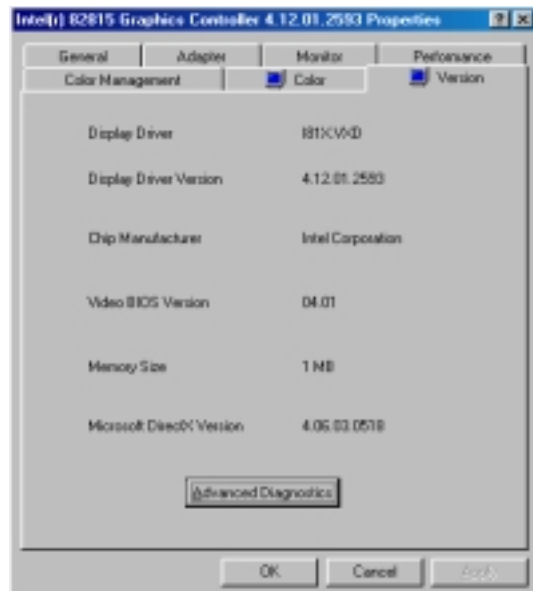 Intel(r) 82815 Graphics Controller 4.12.01.2593 Properties
General Adapter Monitor Performance
Color Management Color Version
Display Driver I81X.VXD
Display Driver Version 4.12.01.2593
Chip Manufacturer Intel Corporation
Video BIOS Version 04.01
Memory Size 1 MB
Microsoft DirectX Version 4.06.03.0518
Advanced Diagnostics
OK Cancel Apply